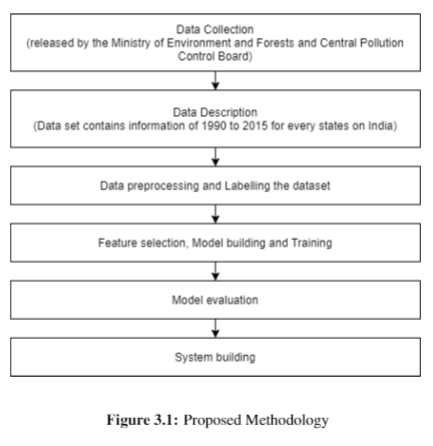 Data Collection
(released by the Ministry of Environment and Forests and Central Pollution
Control Board)
Data Description
(Data set contains information of 1990 to 2015 for every states on India)
Data preprocessing and Labelling the dataset
Feature selection, Model building and Training
Model evaluation
System building
Figure 3.1: Proposed Methodology